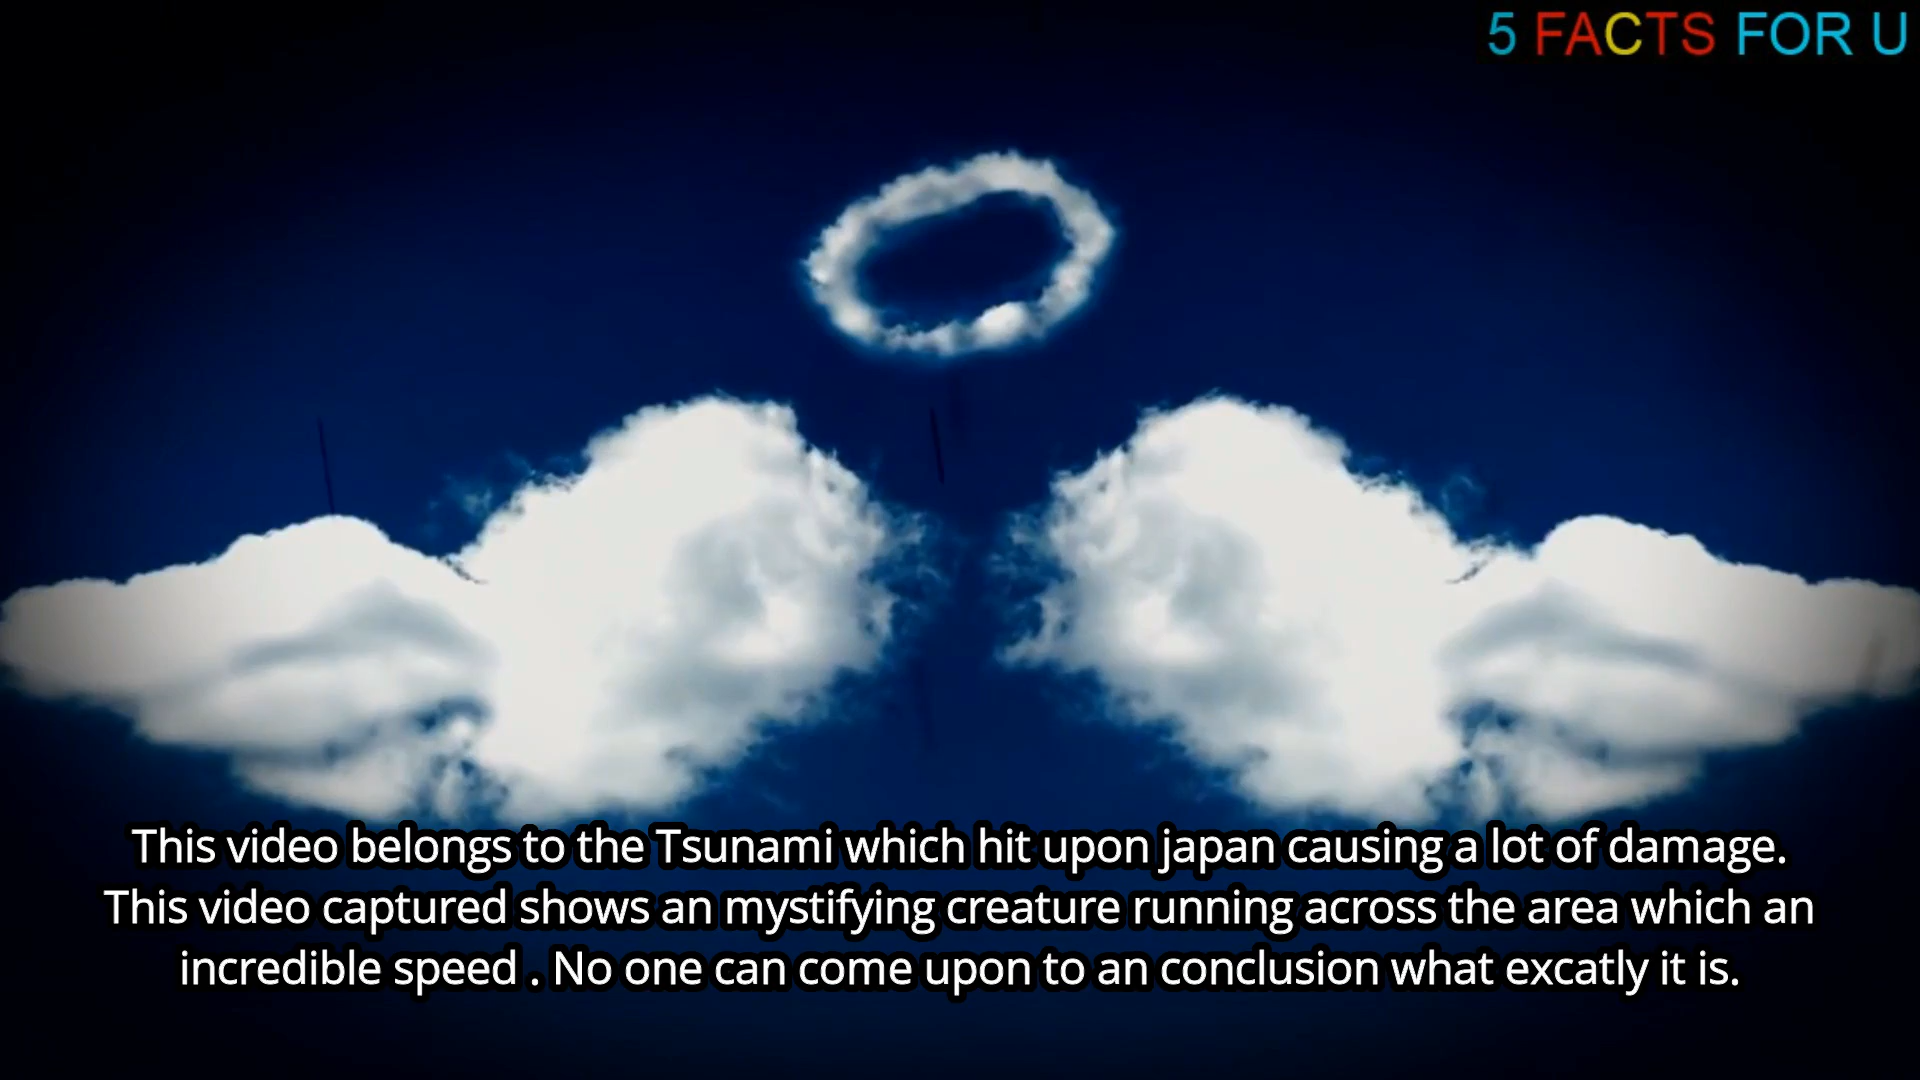 5 FACTS FOR U
This video belongs to the Tsunami which hit upon japan causing a lot of damage.
This video captured shows an mystifying creature running across the area which an
incredible speed . No one can come upon to an conclusion what excatly it is.